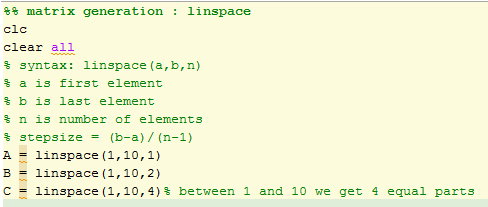 %% matrix generation : linspace
clc
clear all
% syntax: linspace(a,b,n)
% a is first element
% b is last element
% n is number of elements
% stepsize = (b-a)/(n-1)
A = linspace(1,10,1)
B = linspace(1,10,2)
C = linspace(1,10,4)% between 1 and 10 we get 4 equal parts